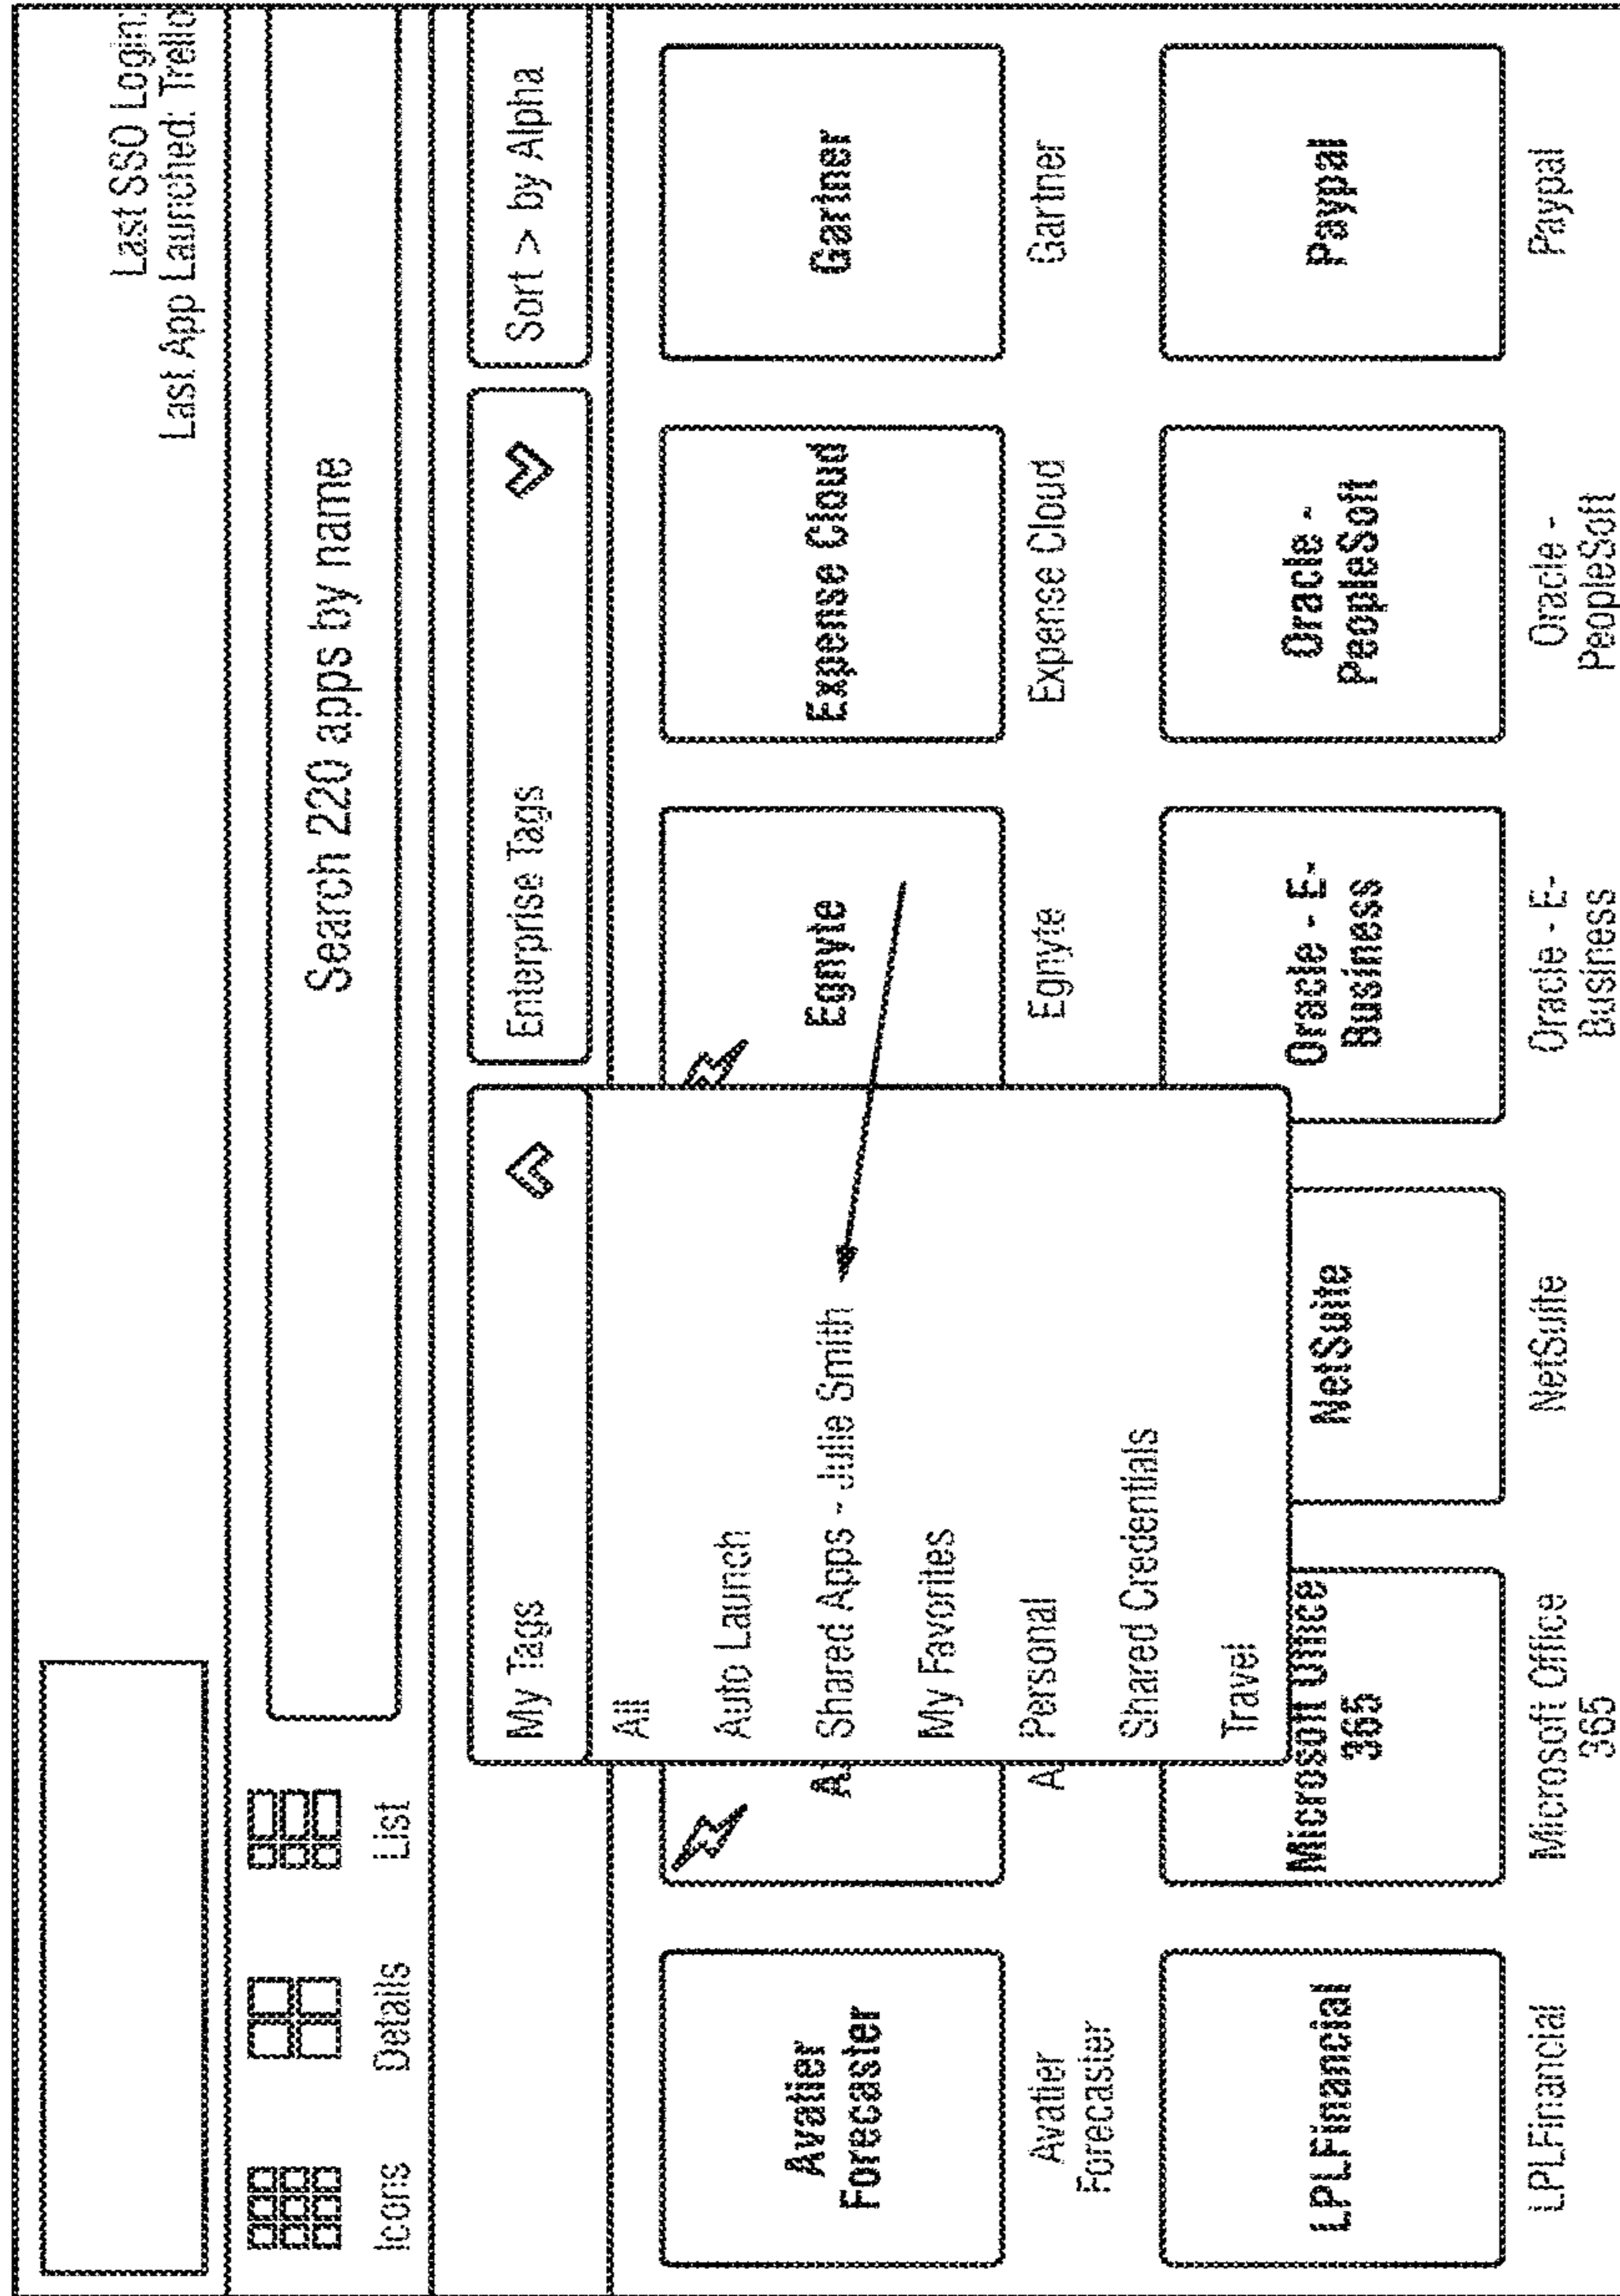 Last SSO Login:
Last App Launched: Trello
Icons
Details
List
Search 220 apps by name
My Tags
Enterprise Tags
Sort > by Alpha
All
Auto Launch
Shared Apps - Julie Smith
My Favorites
Personal
Shared Credentials
Travel
Avatier
Forecaster
A
Egnyte
Expense Cloud
Gartner
Avatier
Forecaster
A
Egnyte
Expense Cloud
Gartner
LPLFinancial
Microsoft Office
365
NetSuite
Oracle - E-
Business
Oracle -
PeopleSoft
Paypal
LPLFinancial
Microsoft Office
365
NetSuite
Oracle - E-
Business
Oracle -
PeopleSoft
Paypal